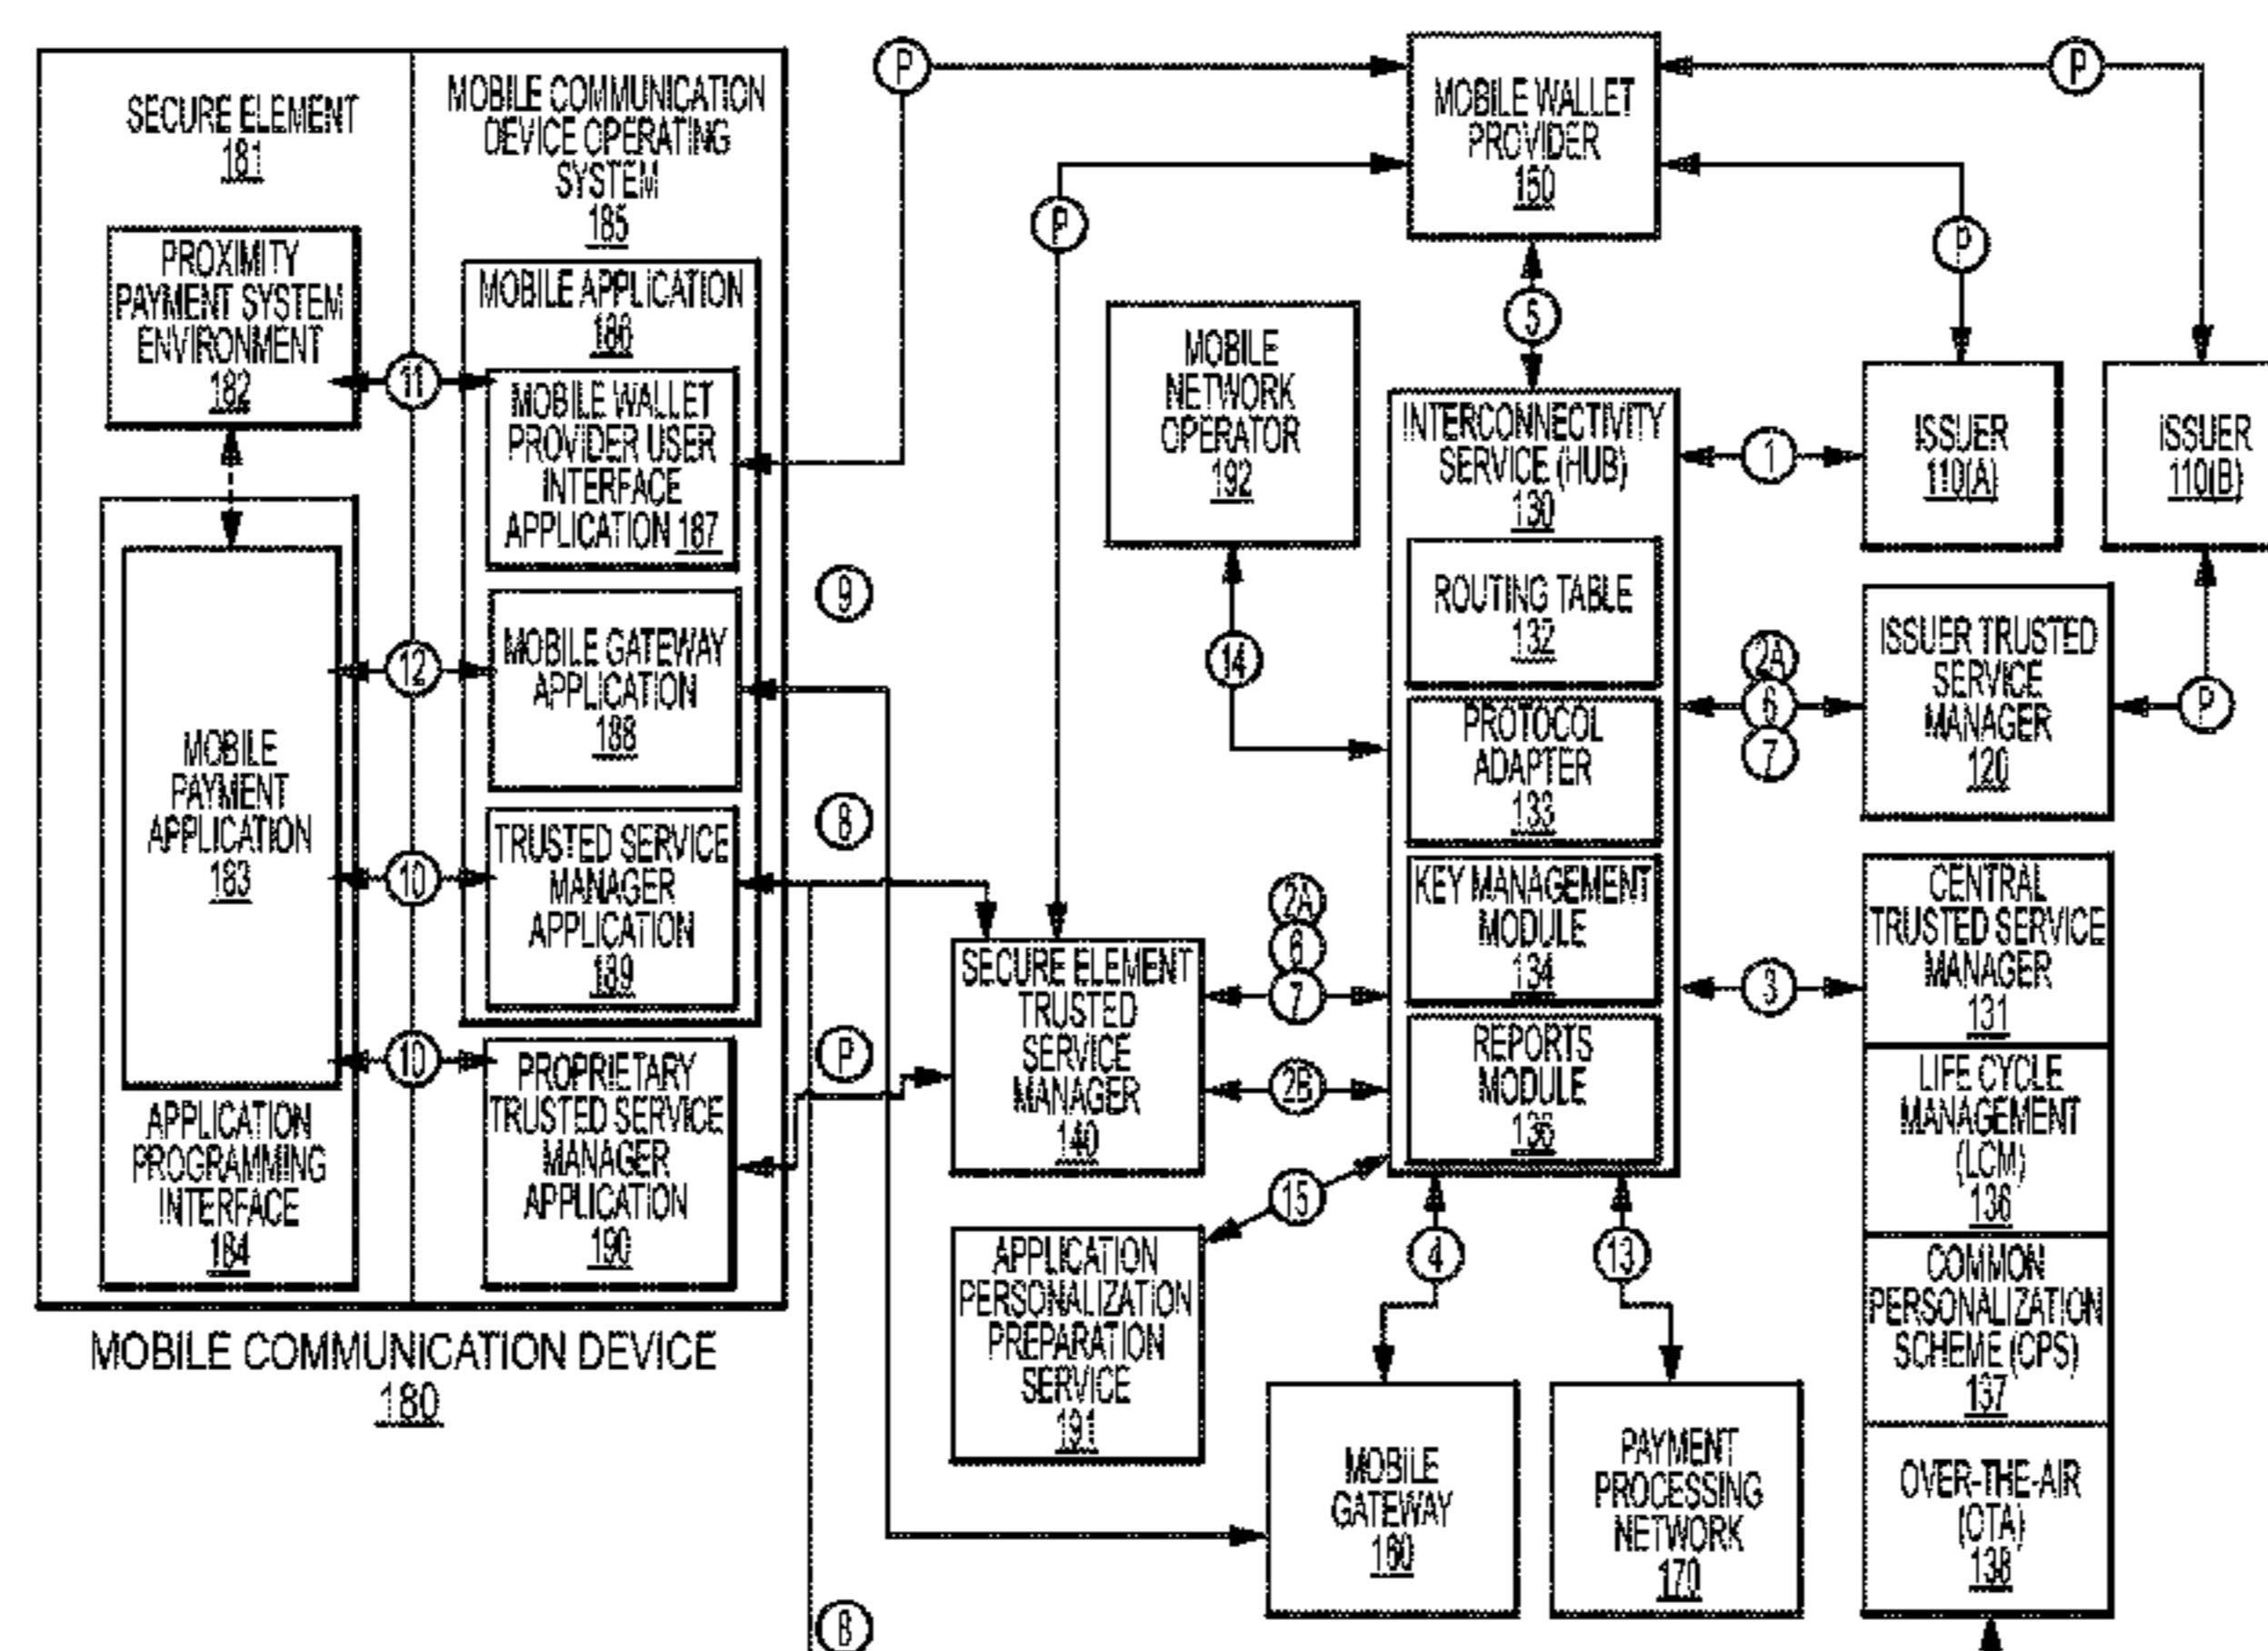 SECURE ELEMENT
181
MOBILE COMMUNICATION
DEVICE OPERATING
SYSTEM
185
PROXIMITY
PAYMENT SYSTEM
ENVIRONMENT
182
MOBILE APPLICATION
186
11
MOBILE WALLET
PROVIDER USER
INTERFACE
APPLICATION 187
12
MOBILE GATEWAY
APPLICATION
188
MOBILE
PAYMENT
APPLICATION
183
10
TRUSTED SERVICE
MANAGER
APPLICATION
189
10
PROPRIETARY
TRUSTED SERVICE
MANAGER
APPLICATION
190
APPLICATION
PROGRAMMING
INTERFACE
184
MOBILE COMMUNICATION DEVICE
180
P
P
P
P
9
8
P
8
MOBILE WALLET
PROVIDER
150
5
MOBILE
NETWORK
OPERATOR
192
14
INTERCONNECTIVITY
SERVICE (HUB)
130
ROUTING TABLE
132
PROTOCOL
ADAPTER
133
KEY MANAGEMENT
MODULE
134
REPORTS
MODULE
135
1
ISSUER
110(A)
ISSUER
110(B)
2A
6
7
ISSUER TRUSTED
SERVICE
MANAGER
120
P
SECURE ELEMENT
TRUSTED
SERVICE
MANAGER
140
2A
6
7
2B
3
CENTRAL
TRUSTED SERVICE
MANAGER
131
LIFE CYCLE
MANAGEMENT
(LCM)
136
COMMON
PERSONALIZATION
SCHEME (CPS)
137
OVER-THE-AIR
(OTA)
138
15
APPLICATION
PERSONALIZATION
PREPARATION
SERVICE
191
4
13
MOBILE
GATEWAY
160
PAYMENT
PROCESSING
NETWORK
170